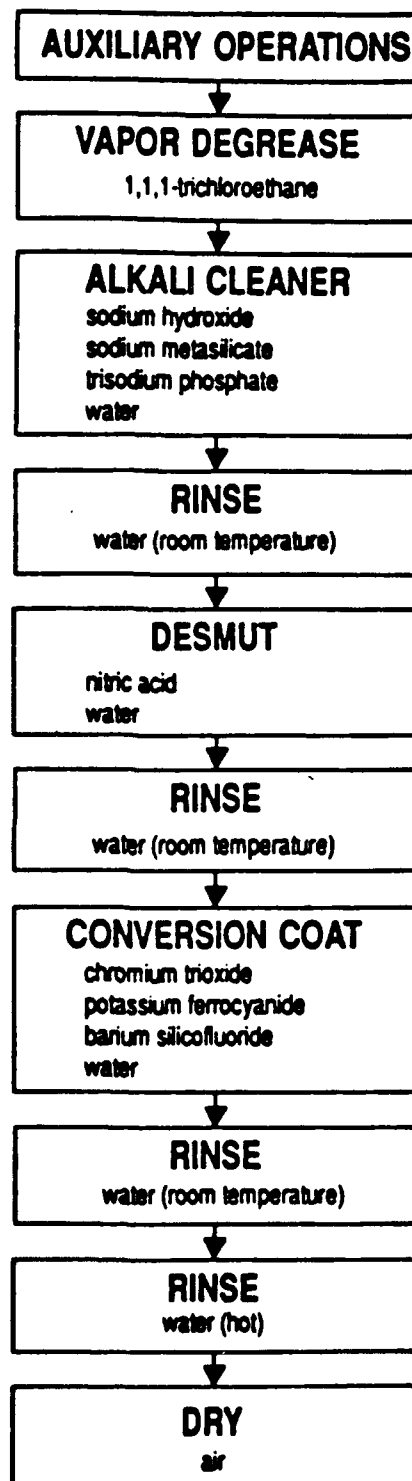 AUXILIARY OPERATIONS
VAPOR DEGREASE
1,1,1-trichloroethane
ALKALI CLEANER
sodium hydroxide
sodium metasilicate
trisodium phosphate
water
RINSE
water (room temperature)
DESMUT
nitric acid
water
RINSE
water (room temperature)
CONVERSION COAT
chromium trioxide
potassium ferrocyanide
barium silicofluoride
water
RINSE
water (room temperature)
RINSE
water (hot)
DRY
air